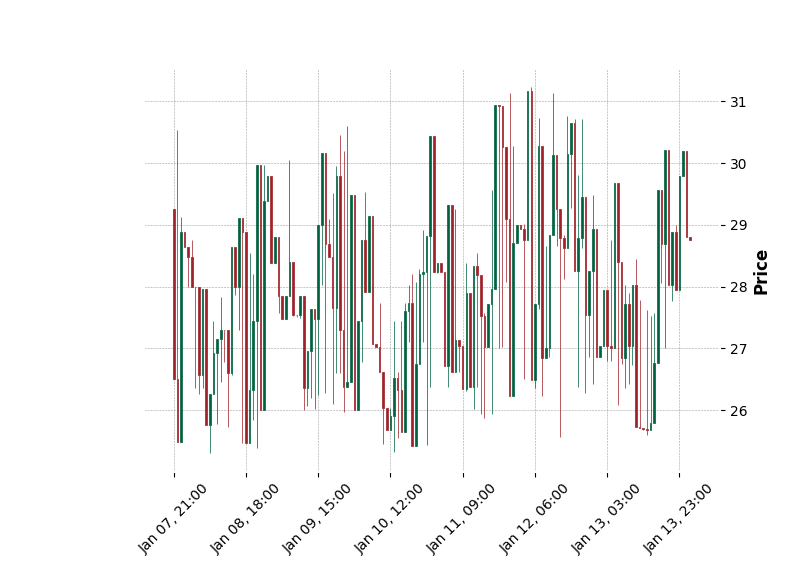 31
30
29
28
27
26
Price
Jan 07, 21:00
Jan 08, 18:00
Jan 09, 15:00
Jan 10, 12:00
Jan 11, 09:00
Jan 12, 06:00
Jan 13, 03:00
Jan 13, 23:00